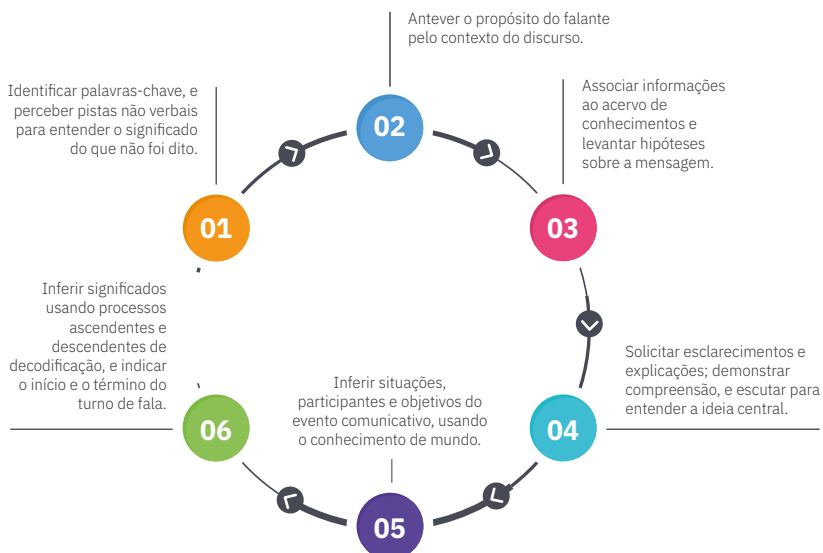 01
Identificar palavras-chave, e
perceber pistas não verbais
para entender o significado
do que não foi dito.
02
Antever o propósito do falante
pelo contexto do discurso.
03
Associar informações
ao acervo de
conhecimentos e
levantar hipóteses
sobre a mensagem.
04
Solicitar esclarecimentos e
explicações; demonstrar
compreensão, e escutar para
entender a ideia central.
05
Inferir situações,
participantes e objetivos do
evento comunicativo, usando
o conhecimento de mundo.
06
Inferir significados
usando processos
ascendentes e
descendentes de
decodificação, e indicar
o início e o término do
turno de fala.